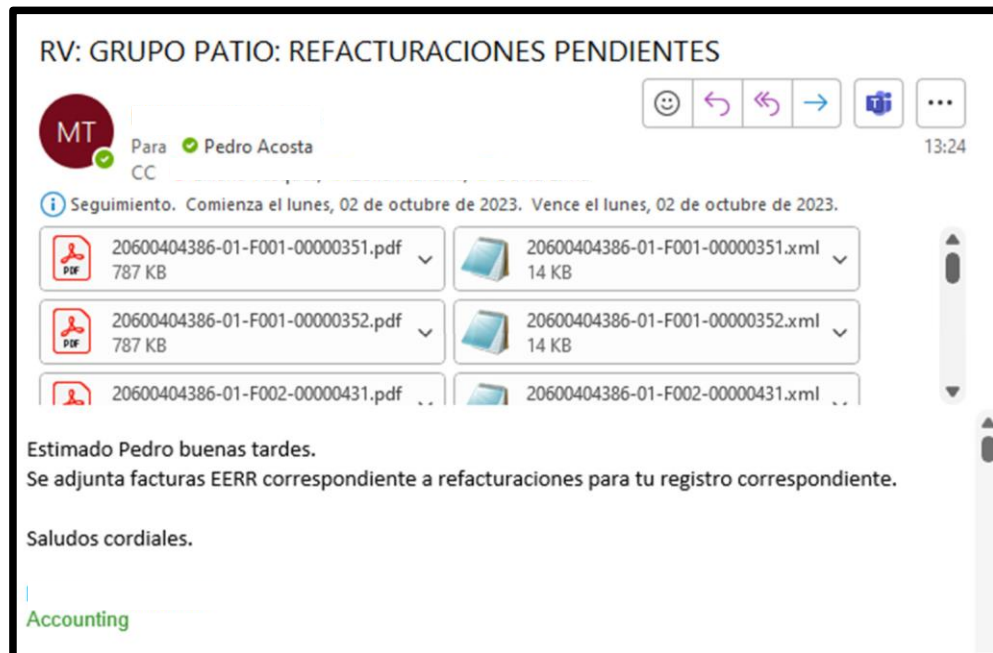 RV: GRUPO PATIO: REFACTURACIONES PENDIENTES
MT
Para Pedro Acosta
CC
13:24
Seguimiento. Comienza el lunes, 02 de octubre de 2023. Vence el lunes, 02 de octubre de 2023.
20600404386-01-F001-00000351.pdf
787 KB
20600404386-01-F001-00000351.xml
14 KB
20600404386-01-F001-00000352.pdf
787 KB
20600404386-01-F001-00000352.xml
14 KB
20600404386-01-F002-00000431.pdf
20600404386-01-F002-00000431.xml
Estimado Pedro buenas tardes.
Se adjunta facturas EERR correspondiente a refacturaciones para tu registro correspondiente.
Saludos cordiales.
Accounting